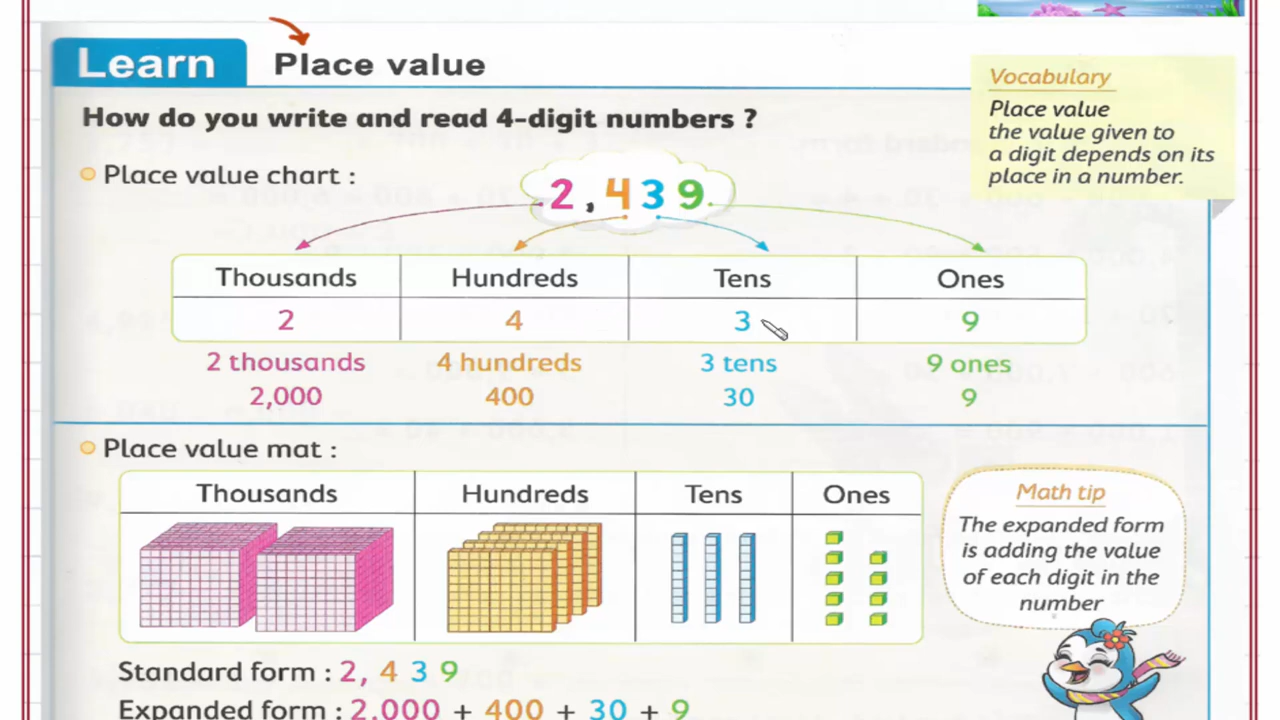 Learn Place value
How do you write and read 4-digit numbers ?
Place value chart :
2,439
Thousands Hundreds Tens Ones
2 4 3 9
2 thousands 4 hundreds 3 tens 9 ones
2,000 400 30 9
Vocabulary
Place value
the value given to
a digit depends on its
place in a number.
Place value mat :
Thousands Hundreds Tens Ones
Math tip
The expanded form
is adding the value
of each digit in the
number
Standard form : 2, 4 3 9
Expanded form : 2,000 + 400 + 30 + 9